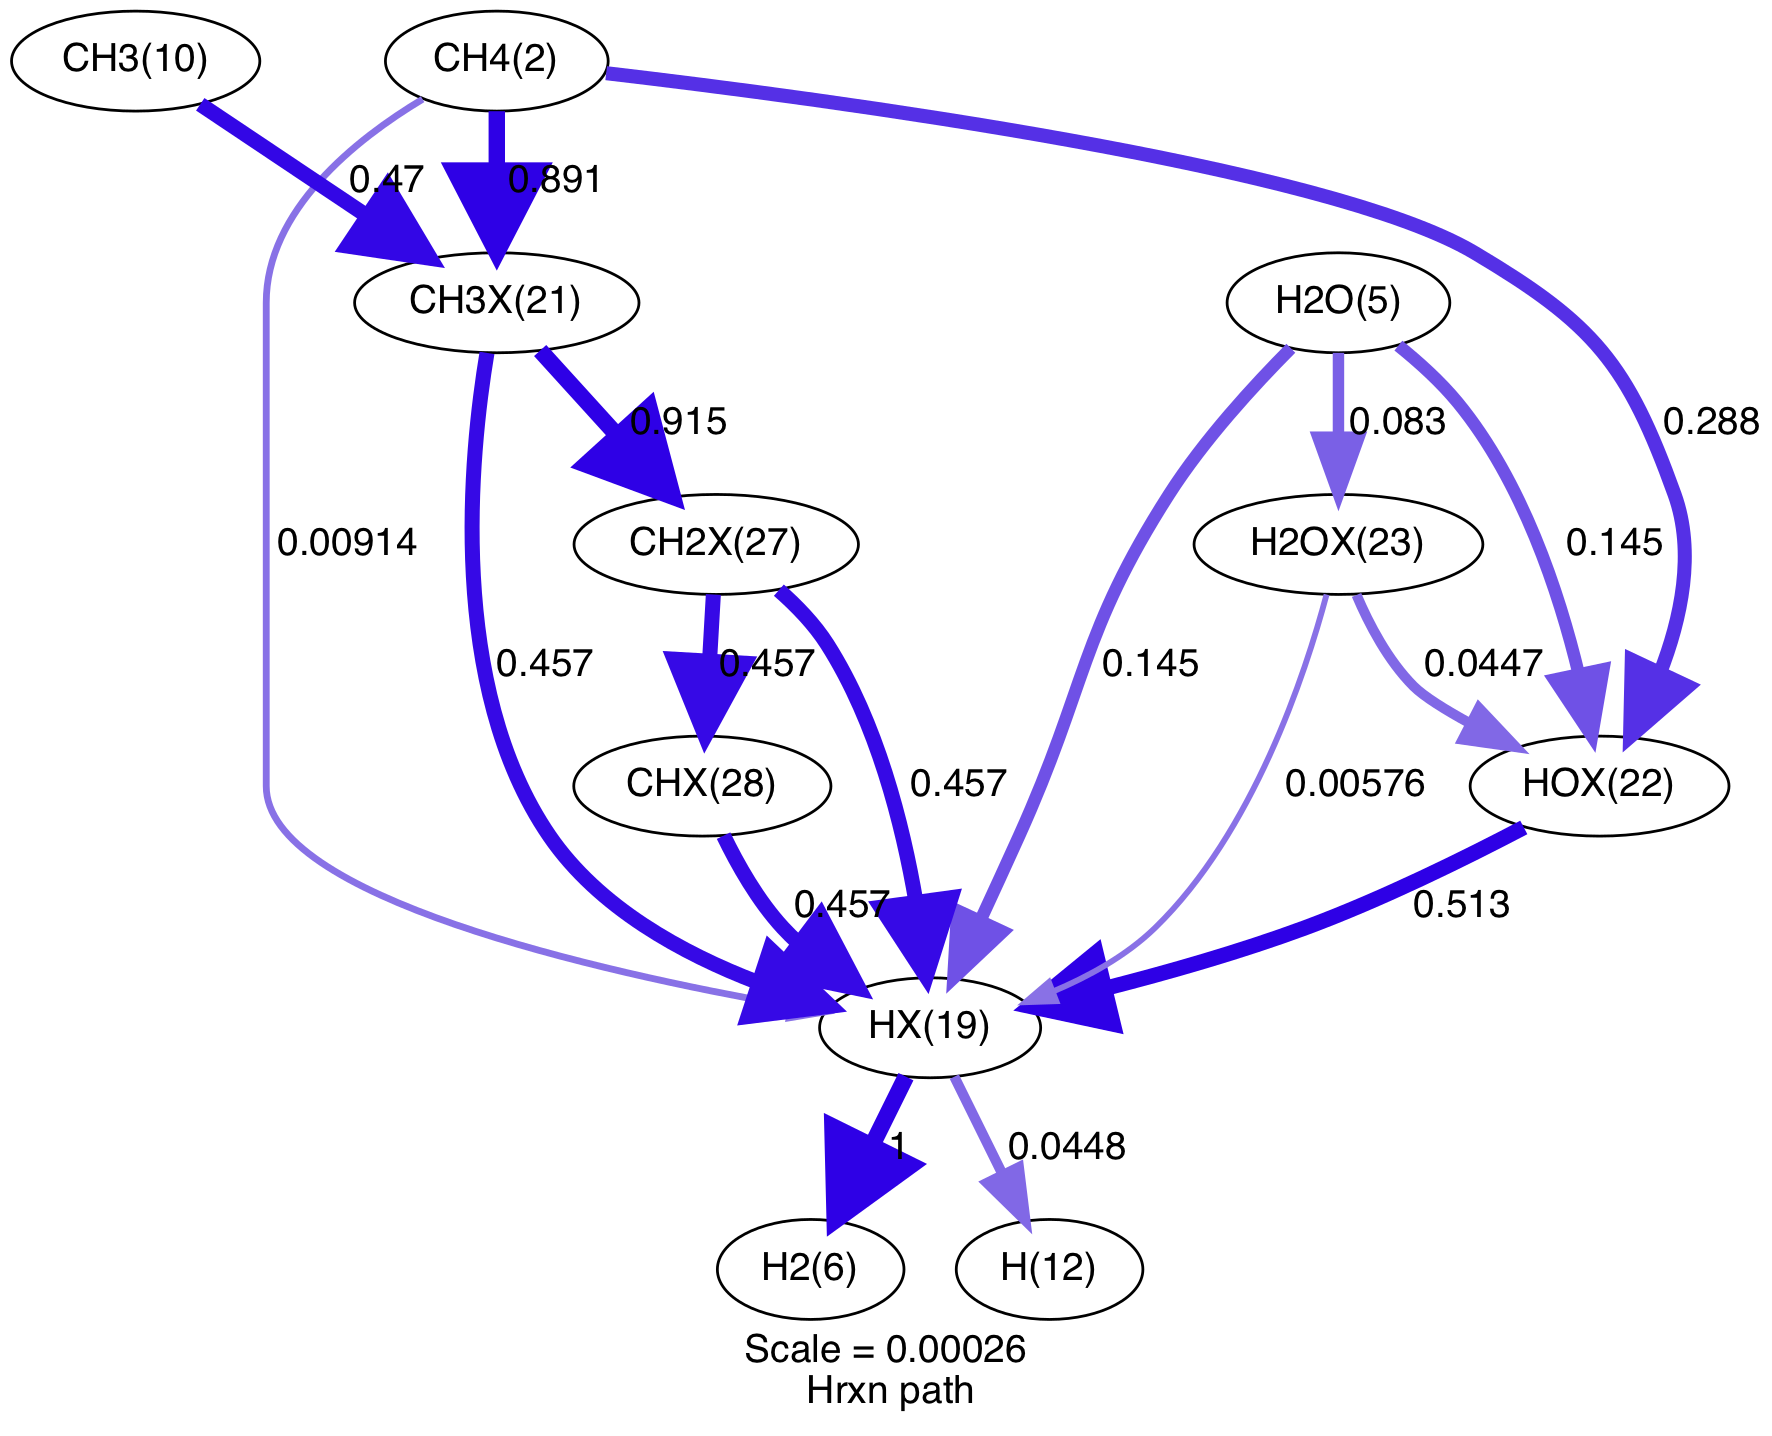 CH3(10)
CH4(2)
0.47
0.891
CH3X(21)
H2O(5)
0.915
0.083
0.288
0.00914
CH2X(27)
H2OX(23)
0.145
0.457
0.457
0.145
0.0447
CHX(28)
0.457
0.00576
HOX(22)
0.457
0.513
HX(19)
1
0.0448
H2(6)
H(12)
Scale = 0.00026
Hrxn path